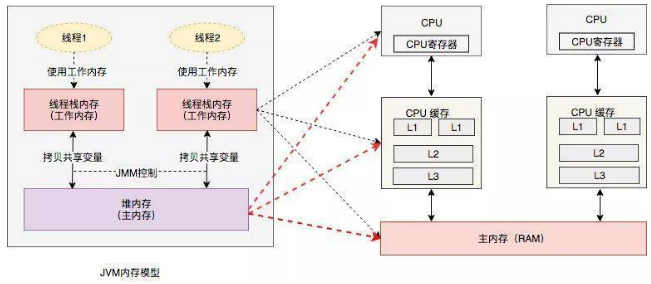 线程1
线程2
使用工作内存
使用工作内存
线程栈内存
(工作内存)
线程栈内存
(工作内存)
拷贝共享变量
拷贝共享变量
JMM控制
堆内存
(主内存)
JVM内存模型
CPU
CPU寄存器
CPU 缓存
L1
L1
L2
L3
CPU
CPU寄存器
CPU 缓存
L1
L1
L2
L3
主内存（RAM）